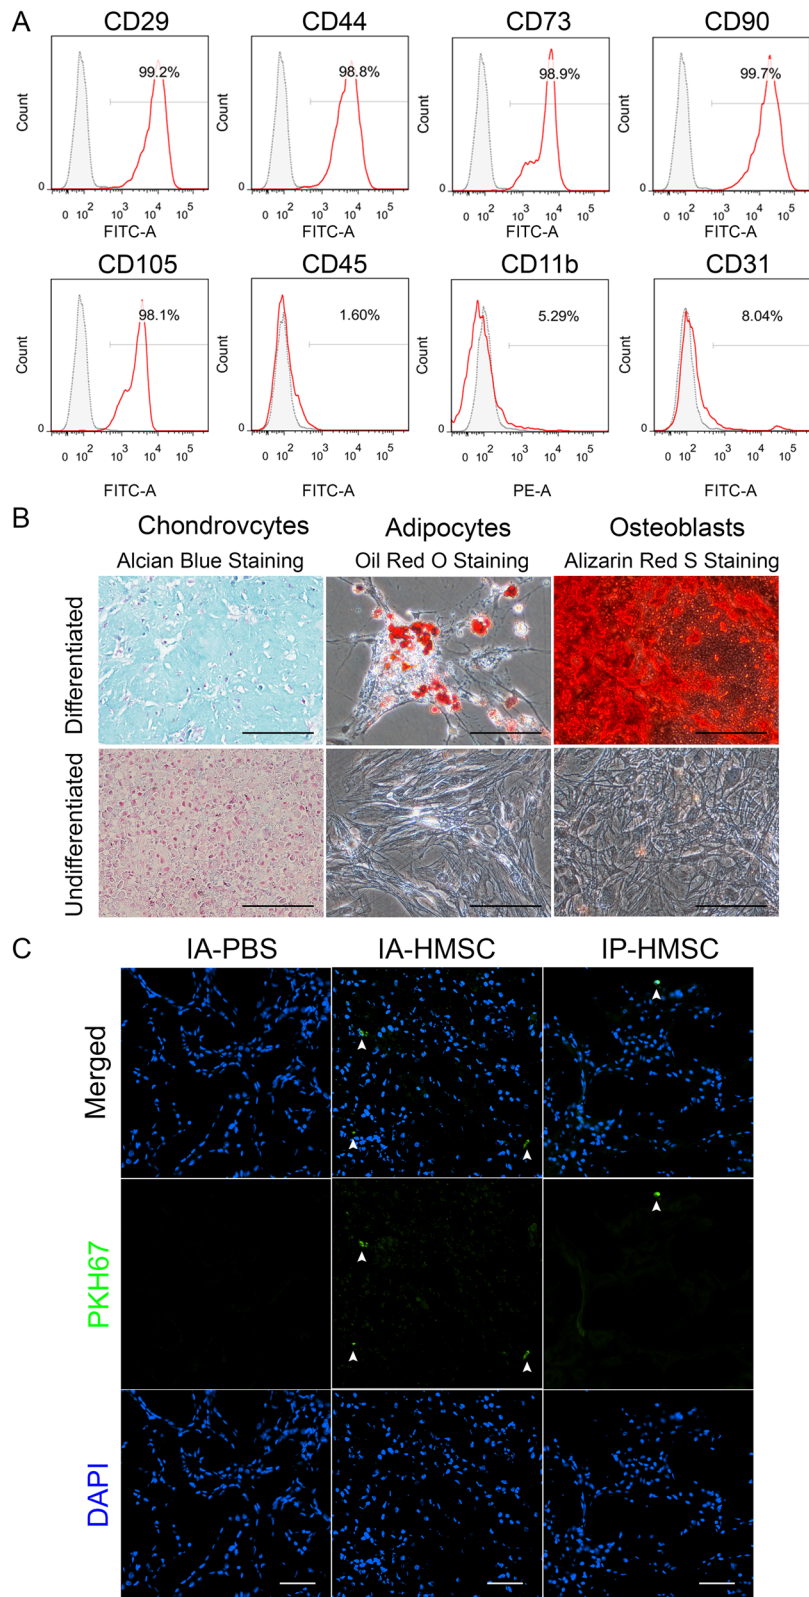 A
CD29 CD44 CD73 CD90
99.2% 98.8% 98.9% 99.7%
Count Count Count Count
0 0 0 0
0 10² 10³ 10⁴ 10⁵ 0 10² 10³ 10⁴ 10⁵ 0 10² 10³ 10⁴ 10⁵ 0 10² 10³ 10⁴ 10⁵
FITC-A FITC-A FITC-A FITC-A
CD105 CD45 CD11b CD31
98.1% 1.60% 5.29% 8.04%
Count Count Count Count
0 0 0 0
0 10² 10³ 10⁴ 10⁵ 0 10² 10³ 10⁴ 10⁵ 0 10² 10³ 10⁴ 10⁵ 0 10² 10³ 10⁴ 10⁵
FITC-A FITC-A PE-A FITC-A
B
Chondrovcytes Adipocytes Osteoblasts
Alcian Blue Staining Oil Red O Staining Alizarin Red S Staining
Differentiated
Undifferentiated
C
IA-PBS IA-HMSC IP-HMSC
Merged
PKH67
DAPI